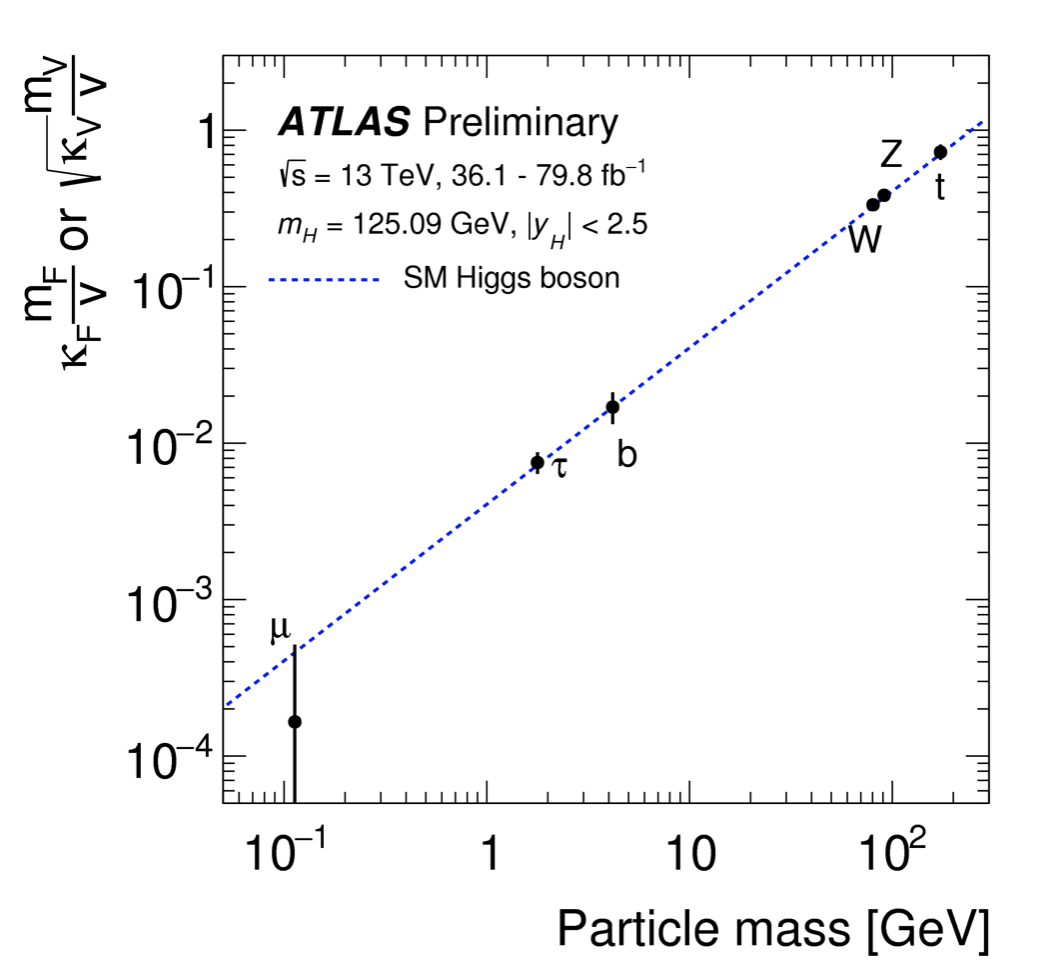 κ_F m_F/v or √κ_V m_V/v
1
10⁻¹
10⁻²
10⁻³
10⁻⁴
ATLAS Preliminary
√s = 13 TeV, 36.1 - 79.8 fb⁻¹
m_H = 125.09 GeV, |y_H| < 2.5
SM Higgs boson
Z
t
W
b
τ
μ
10⁻¹ 1 10 10²
Particle mass [GeV]